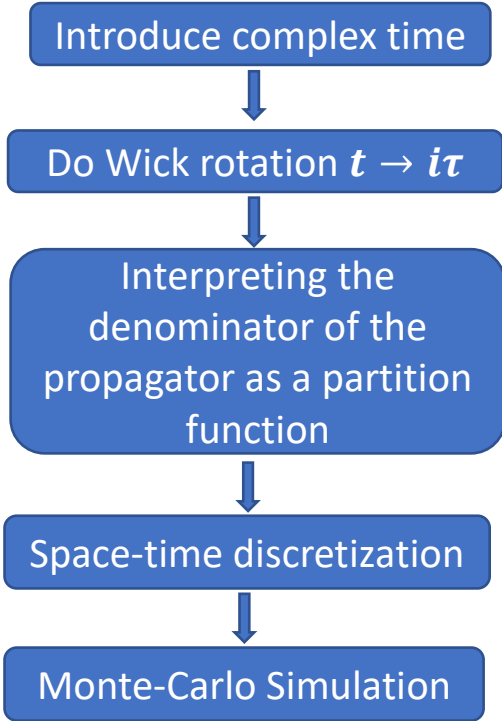 Introduce complex time
Do Wick rotation t → iτ
Interpreting the
denominator of the
propagator as a partition
function
Space-time discretization
Monte-Carlo Simulation